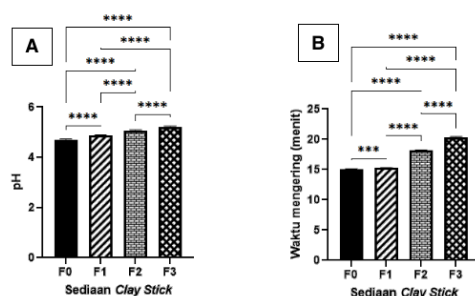 A
****
****
****
****
****
****
pH
6
4
2
0
F0 F1 F2 F3
Sediaan Clay Stick
B
****
****
****
****
****
***
Waktu mengering (menit)
25
20
15
10
5
0
F0 F1 F2 F3
Sediaan Clay Stick